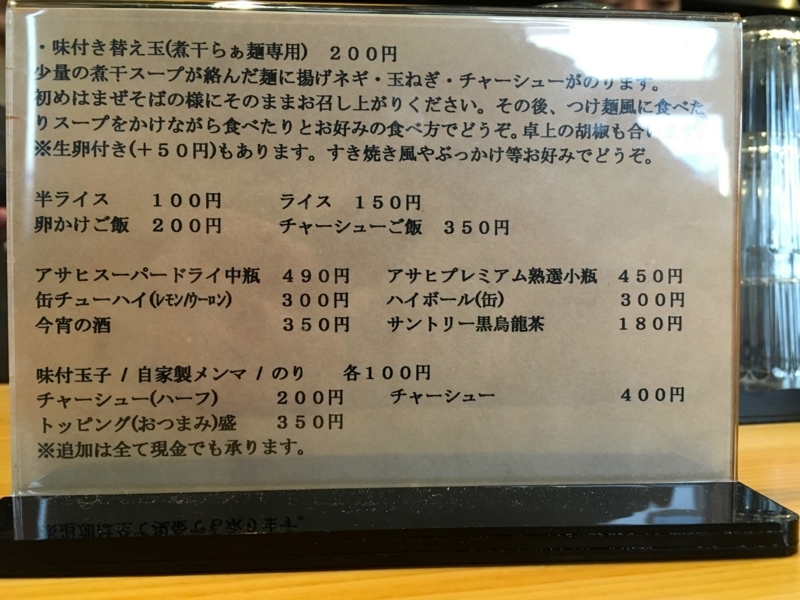 ・味付き替え玉(煮干らぁ麺専用)　２００円
少量の煮干スープが絡んだ麺に揚げネギ・玉ねぎ・チャーシューがのります。
初めはまぜそばの様にそのままお召し上がりください。その後、つけ麺風に食べた
りスープをかけながら食べたりとお好みの食べ方でどうぞ。卓上の胡椒も合います。
※生卵付き(＋５０円)もあります。すき焼き風やぶっかけ等お好みでどうぞ。
半ライス　１００円　ライス　１５０円
卵かけご飯　２００円　チャーシューご飯　３５０円
アサヒスーパードライ中瓶　４９０円　アサヒプレミアム熟選小瓶　４５０円
缶チューハイ(ﾚﾓﾝ/ｳｰﾛﾝ)　３００円　ハイボール(缶)　３００円
今宵の酒　３５０円　サントリー黒烏龍茶　１８０円
味付玉子 / 自家製メンマ / のり　各１００円
チャーシュー(ハーフ)　２００円　チャーシュー　４００円
トッピング(おつまみ)盛　３５０円
※追加は全て現金でも承ります。